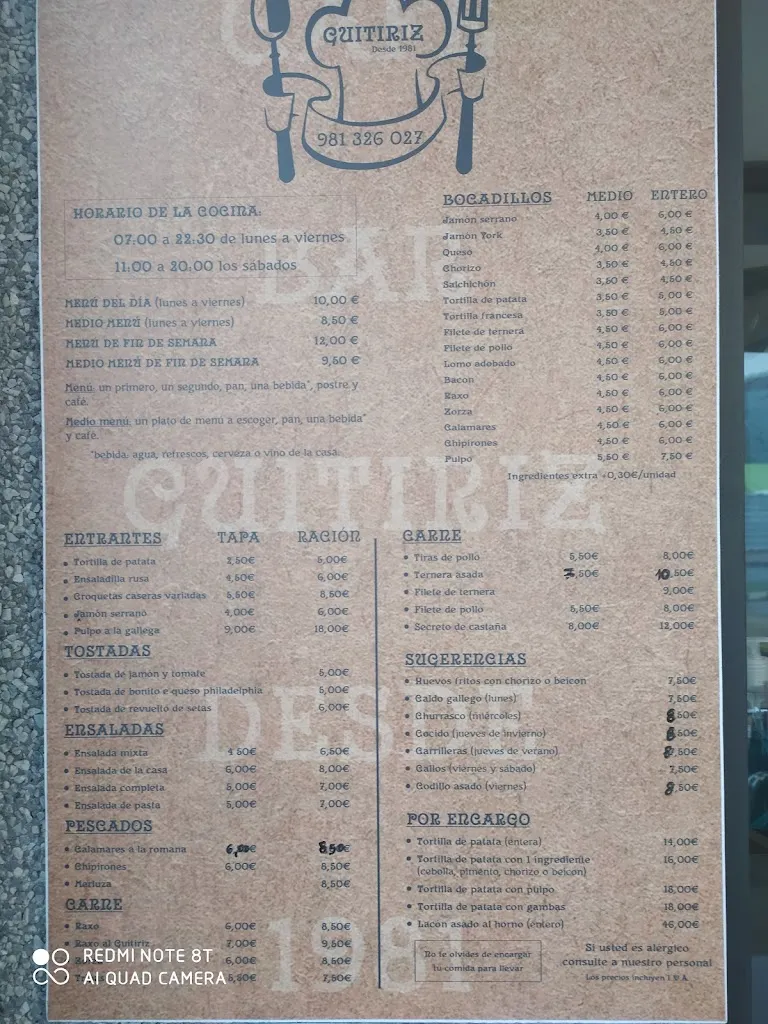 GUITIRIZ
Desde 1981
981 326 027
HORARIO DE LA COCINA:
07:00 a 22:30 de lunes a viernes
11:00 a 20:00 los sábados
MENÚ DEL DÍA (lunes a viernes) 10,00 €
MEDIO MENÚ (lunes a viernes) 8,50 €
MENÚ DE FIN DE SEMANA 12,00 €
MEDIO MENÚ DE FIN DE SEMANA 9,50 €
Menú: un primero, un segundo, pan, una bebida*, postre y
café.
Medio menú: un plato de menú a escoger, pan, una bebida*
y café.
*bebida: agua, refrescos, cerveza o vino de la casa.
BOCADILLOS MEDIO ENTERO
Jamón serrano 4,00 € 6,00 €
Jamón York 3,50 € 4,50 €
Queso 4,00 € 6,00 €
Chorizo 3,50 € 4,50 €
Salchichón 3,50 € 4,50 €
Tortilla de patata 3,50 € 5,00 €
Tortilla francesa 3,50 € 5,00 €
Filete de ternera 4,50 € 6,00 €
Filete de pollo 4,50 € 6,00 €
Lomo adobado 4,50 € 6,00 €
Bacon 4,50 € 6,00 €
Raxo 4,50 € 6,00 €
Zorza 4,50 € 6,00 €
Calamares 4,50 € 6,00 €
Chipirones 4,50 € 6,00 €
Pulpo 5,50 € 7,50 €
Ingredientes extra +0,30€/unidad
BAR
GUITIRIZ
ENTRANTES TAPA RACIÓN
Tortilla de patata 2,50€ 5,00€
Ensaladilla rusa 4,50€ 6,00€
Croquetas caseras variadas 5,50€ 8,50€
Jamón serrano 4,00€ 6,00€
Pulpo a la gallega 9,00€ 18,00€
TOSTADAS
Tostada de jamón y tomate 5,00€
Tostada de bonito e queso philadelphia 5,00€
Tostada de revuelto de setas 6,00€
ENSALADAS
Ensalada mixta 4,50€ 6,50€
Ensalada de la casa 6,00€ 8,00€
Ensalada completa 5,00€ 7,00€
Ensalada de pasta 5,00€ 7,00€
PESCADOS
Calamares a la romana 6,00€ 8,50€
Chipirones 6,00€ 8,50€
Merluza 8,50€
CARNE
Raxo 6,00€ 8,50€
Raxo al Guitiriz 7,00€ 9,50€
6,00€ 8,50€
5,50€ 7,50€
CARNE
Tiras de pollo 5,50€ 8,00€
Ternera asada 7,50€ 10,50€
Filete de ternera 9,00€
Filete de pollo 5,50€ 8,00€
Secreto de castaña 8,00€ 12,00€
SUGERENCIAS
Huevos fritos con chorizo o beicon 7,50€
Caldo gallego (lunes) 7,50€
Churrasco (miércoles) 8,50€
Cocido (jueves de invierno) 8,50€
Carrilleras (jueves de verano) 8,50€
Callos (viernes y sábado) 7,50€
Codillo asado (viernes) 8,50€
POR ENCARGO
Tortilla de patata (entera) 14,00€
Tortilla de patata con 1 ingrediente 16,00€
(cebolla, pimento, chorizo o beicon)
Tortilla de patata con pulpo 18,00€
Tortilla de patata con gambas 18,00€
Lacón asado al horno (entero) 46,00€
No te olvides de encargar
tu comida para llevar
Si usted es alérgico
consulte a nuestro personal
Los precios incluyen I.V.A.
1981
REDMI NOTE 8T
AI QUAD CAMERA